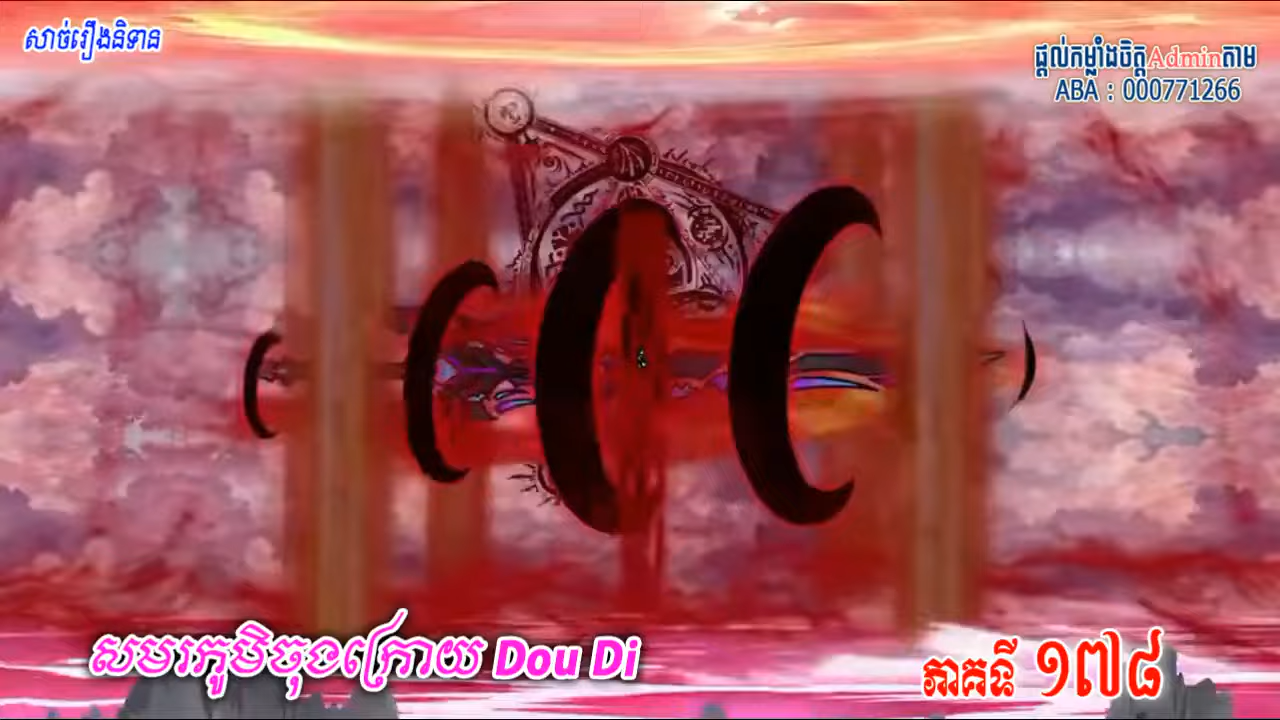 សាច់រឿងនិទាន
ផ្តល់កម្លាំងចិត្តAdminតាម
ABA : 000771266
សមរភូមិចុងក្រោយ Dou Di
ភាគទី ១៧៨